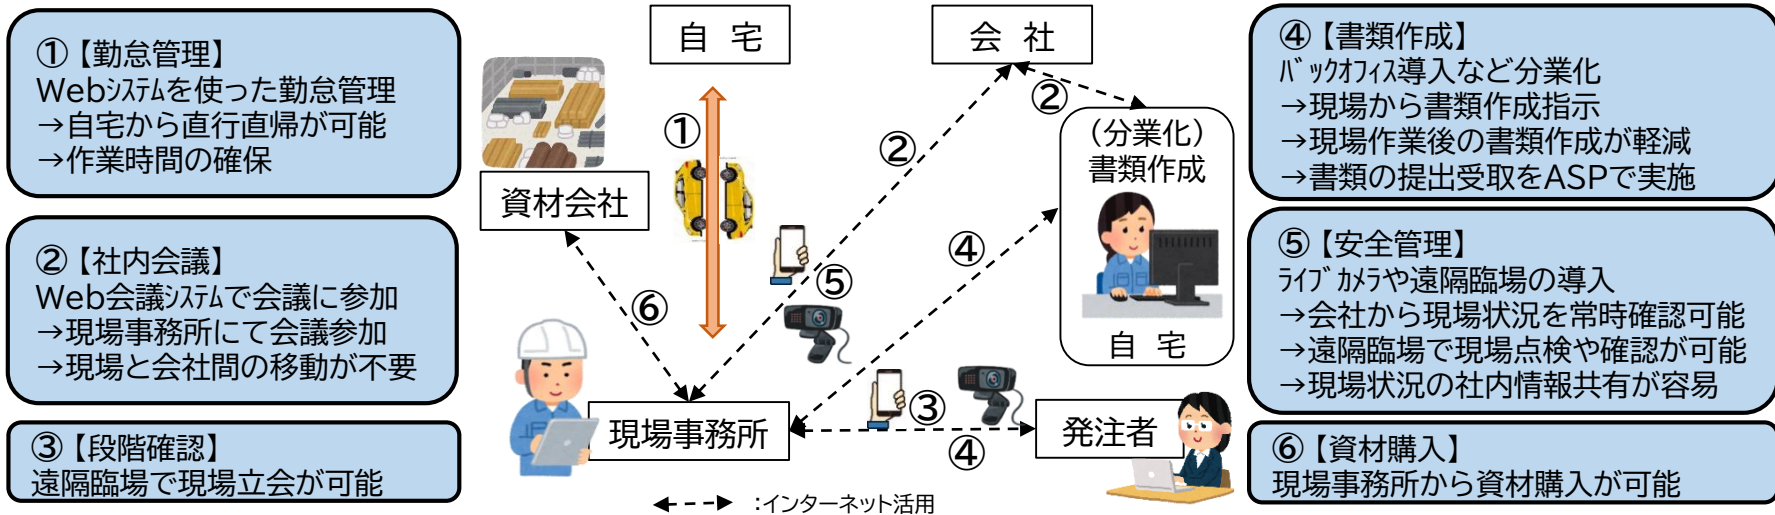 ①【勤怠管理】
Webｼｽﾃﾑを使った勤怠管理
→自宅から直行直帰が可能
→作業時間の確保
②【社内会議】
Web会議ｼｽﾃﾑで会議に参加
→現場事務所にて会議参加
→現場と会社間の移動が不要
③【段階確認】
遠隔臨場で現場立会が可能
自 宅
会 社
①
②
②
（分業化）
書類作成
自 宅
資材会社
④
⑤
⑥
現場事務所
③
④
発注者
:インターネット活用
④【書類作成】
ﾊﾞｯｸｵﾌｨｽ導入など分業化
→現場から書類作成指示
→現場作業後の書類作成が軽減
→書類の提出受取をASPで実施
⑤【安全管理】
ﾗｲﾌﾞｶﾒﾗや遠隔臨場の導入
→会社から現場状況を常時確認可能
→遠隔臨場で現場点検や確認が可能
→現場状況の社内情報共有が容易
⑥【資材購入】
現場事務所から資材購入が可能